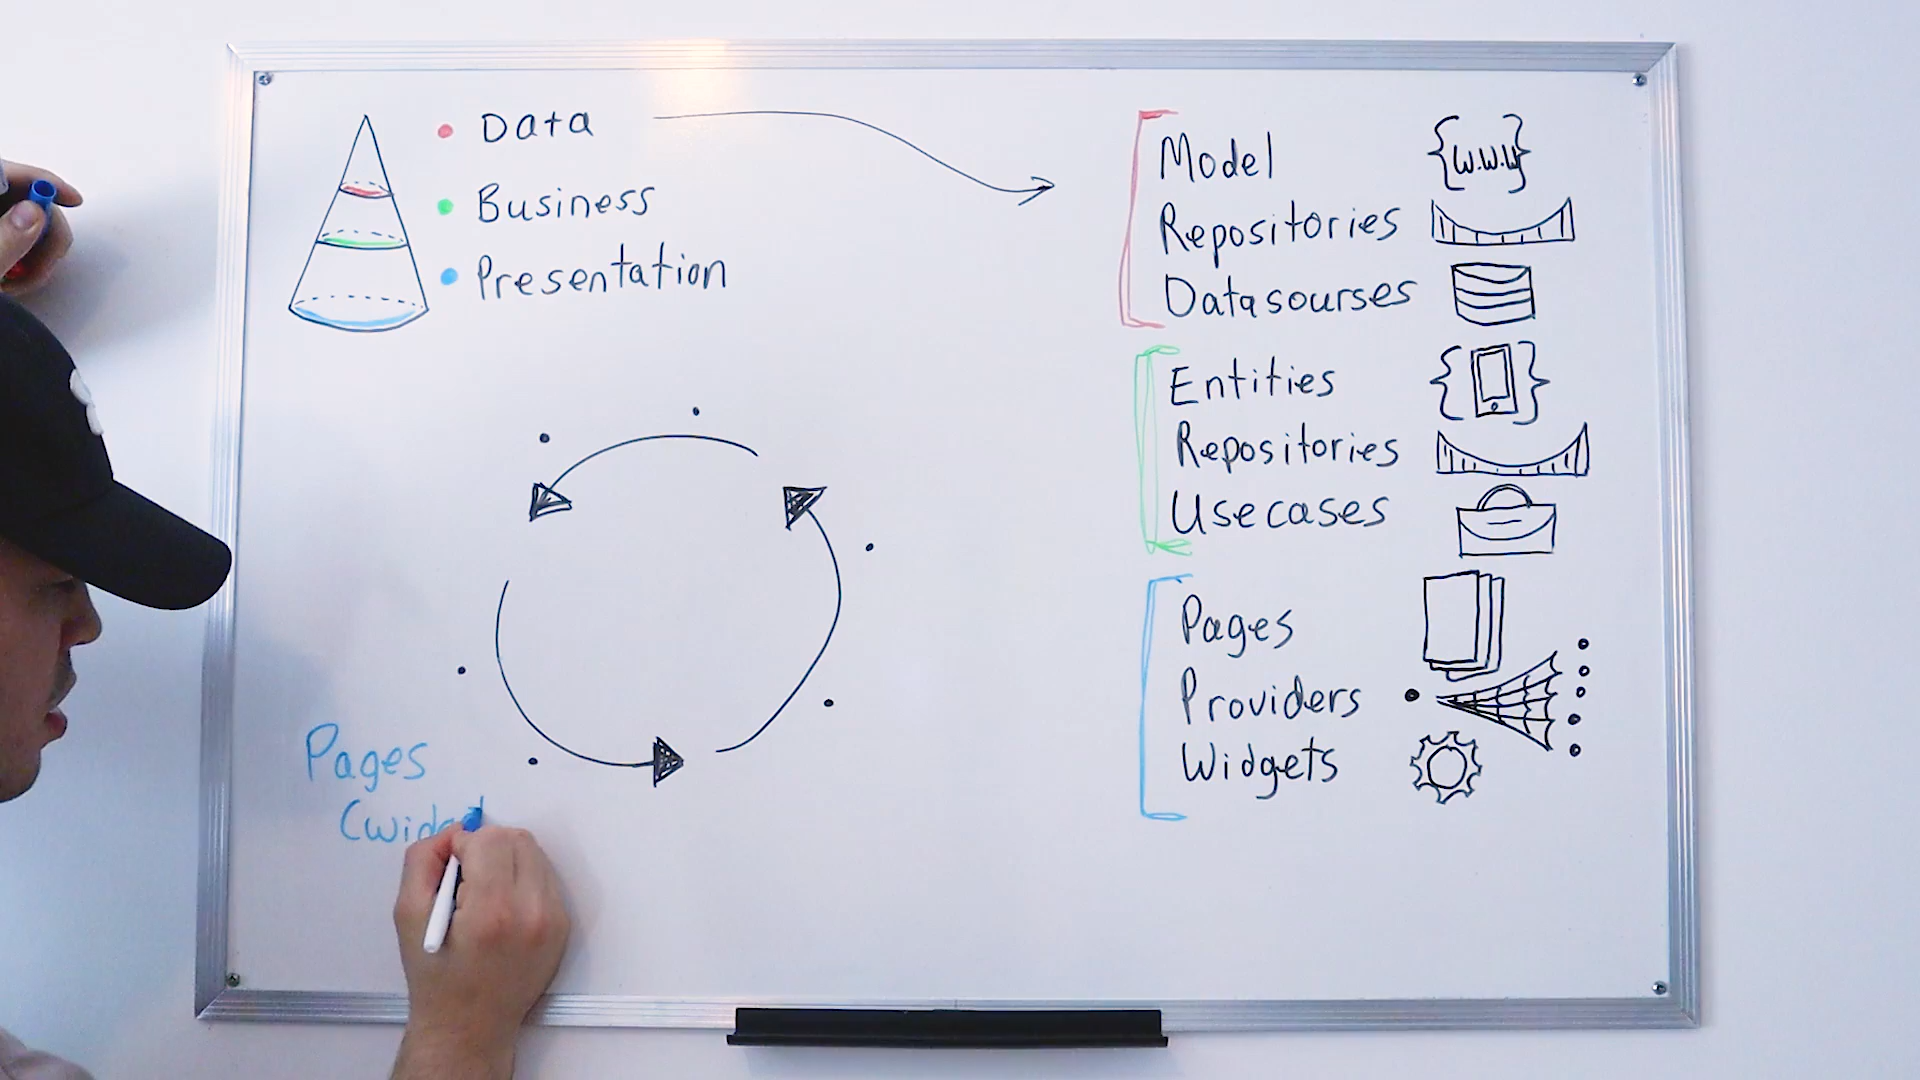 Data
Business
Presentation
Model
{w.w.w}
Repositories
Datasourses
Entities
Repositories
Usecases
Pages
Providers
Widgets
Pages